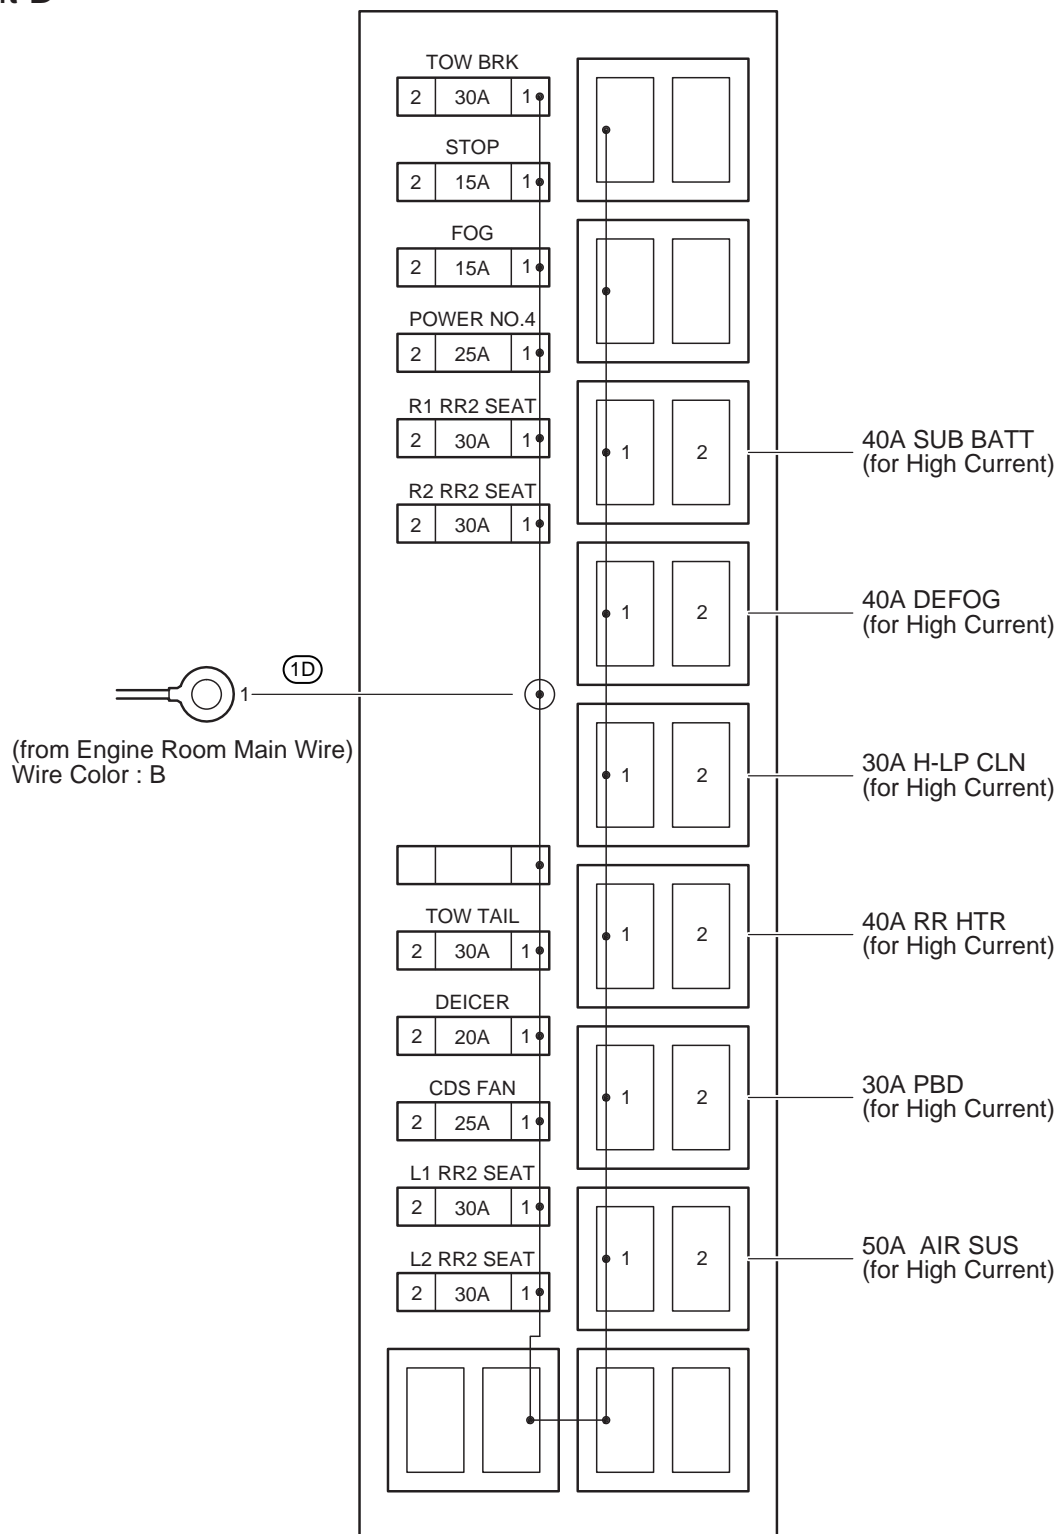 TOW BRK
2 30A 1
STOP
2 15A 1
FOG
2 15A 1
POWER NO.4
2 25A 1
R1 RR2 SEAT
2 30A 1
R2 RR2 SEAT
2 30A 1
1D
1
(from Engine Room Main Wire)
Wire Color : B
TOW TAIL
2 30A 1
DEICER
2 20A 1
CDS FAN
2 25A 1
L1 RR2 SEAT
2 30A 1
L2 RR2 SEAT
2 30A 1
1 2
40A SUB BATT
(for High Current)
1 2
40A DEFOG
(for High Current)
1 2
30A H-LP CLN
(for High Current)
1 2
40A RR HTR
(for High Current)
1 2
30A PBD
(for High Current)
1 2
50A AIR SUS
(for High Current)